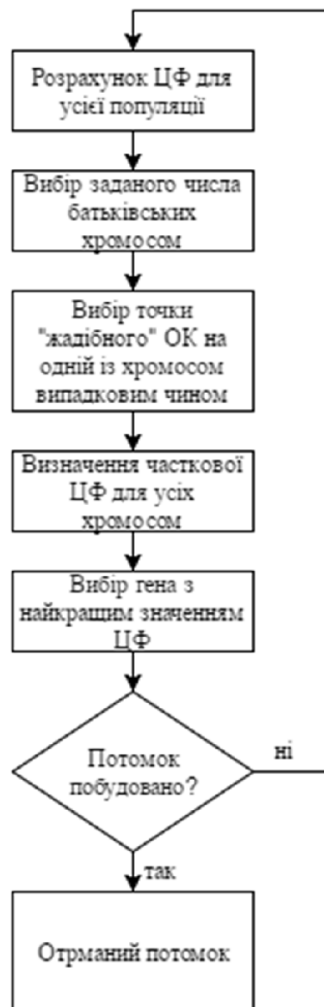 Розрахунок ЦФ для
усієї популяції
Вибір заданого числа
батьківських
хромосом
Вибір точки
"жадібного" ОК на
одній із хромосом
випадковим чином
Визначення часткової
ЦФ для усіх
хромосом
Вибір гена з
найкращим значенням
ЦФ
Потомок
побудовано?
ні
так
Отрманий потомок